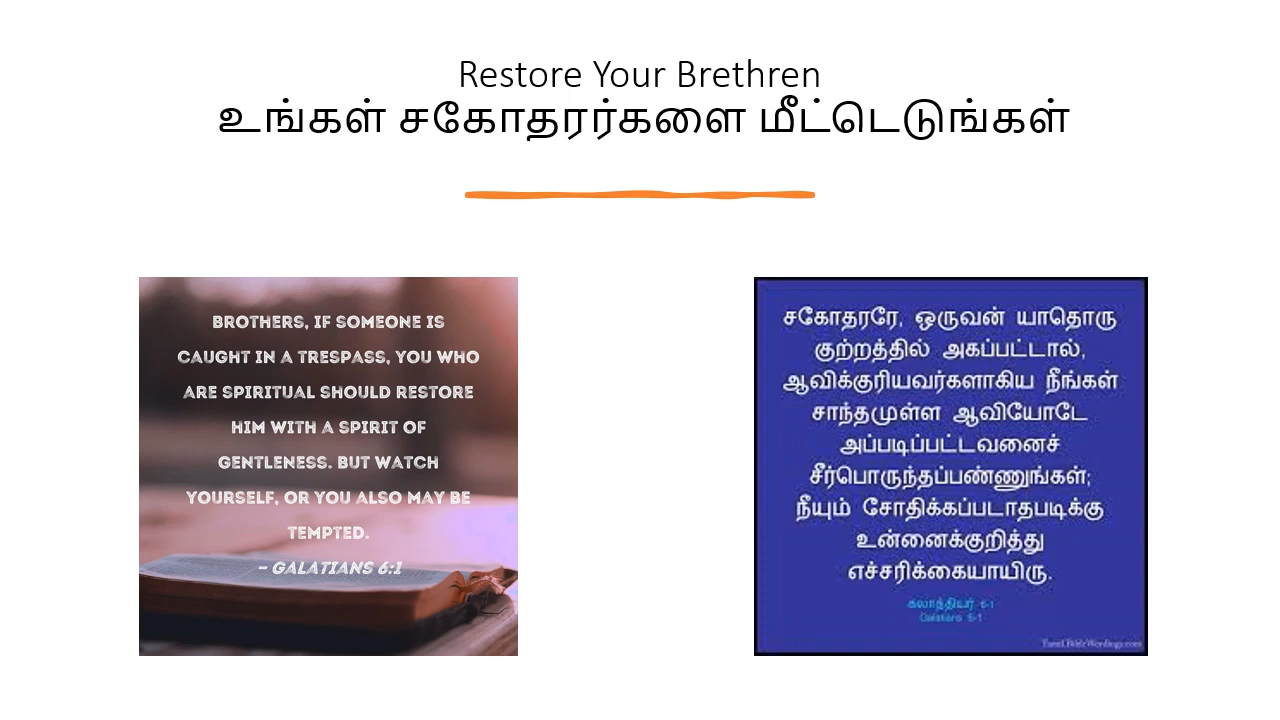 Restore Your Brethren
உங்கள் சகோதரர்களை மீட்டெடுங்கள்
BROTHERS, IF SOMEONE IS
CAUGHT IN A TRESPASS, YOU WHO
ARE SPIRITUAL SHOULD RESTORE
HIM WITH A SPIRIT OF
GENTLENESS. BUT WATCH
YOURSELF, OR YOU ALSO MAY BE
TEMPTED.
– GALATIANS 6:1
சகோதரரே, ஒருவன் யாதொரு
குற்றத்தில் அகப்பட்டால்,
ஆவிக்குரியவர்களாகிய நீங்கள்
சாந்தமுள்ள ஆவியோடே
அப்படிப்பட்டவனைச்
சீர்பொருந்தப்பண்ணுங்கள்;
நீயும் சோதிக்கப்படாதபடிக்கு
உன்னைக்குறித்து
எச்சரிக்கையாயிரு.
கலாத்தியர் 6-1
Galatians 6-1
TamilBibleWordings.com